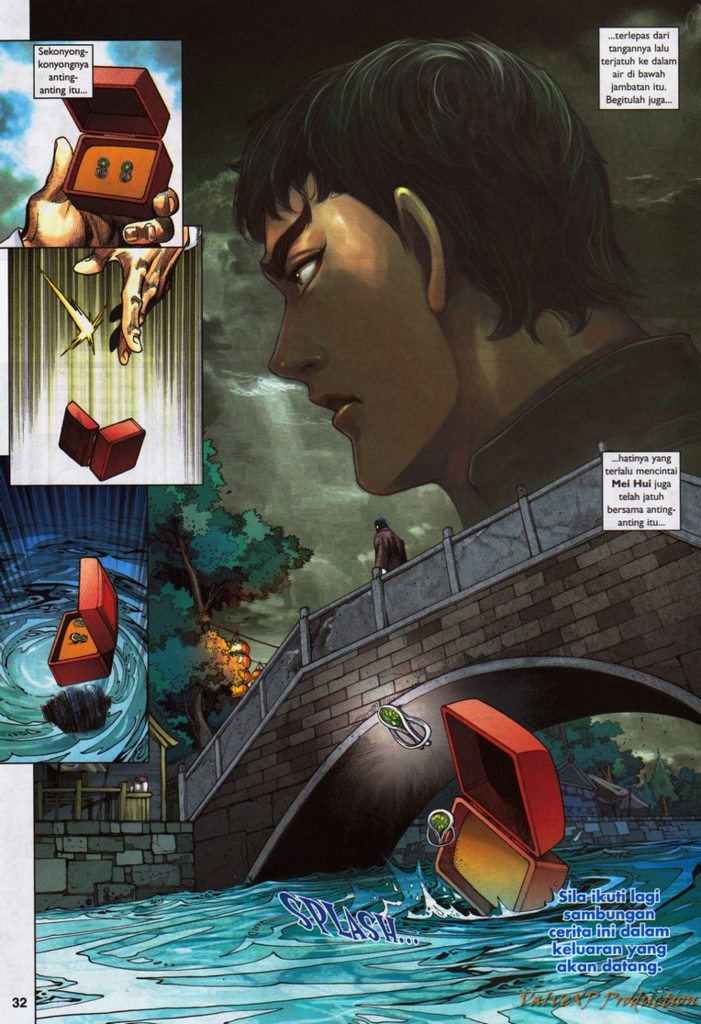 Sekonyong-
konyongnya
anting-
anting itu...
...terlepas dari
tangannya lalu
terjatuh ke dalam
air di bawah
jambatan itu.
Begitulah juga...
...hatinya yang
terlalu mencintai
Mei Hui juga
telah jatuh
bersama anting-
anting itu...
SPLASH...
Sila ikuti lagi
sambungan
cerita ini dalam
keluaran yang
akan datang.
32
ValveXP Production